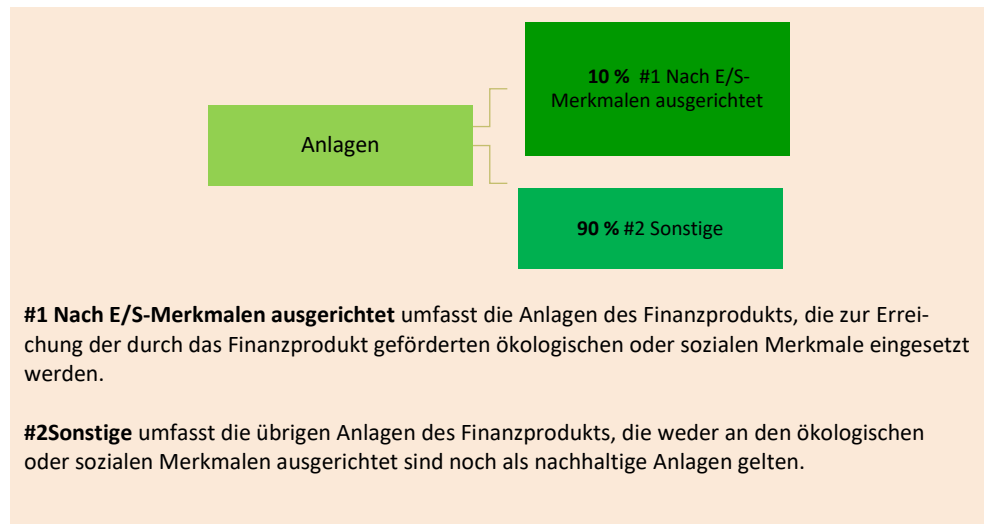 10 % #1 Nach E/S-
Merkmalen ausgerichtet
Anlagen
90 % #2 Sonstige
#1 Nach E/S-Merkmalen ausgerichtet umfasst die Anlagen des Finanzprodukts, die zur Errei-
chung der durch das Finanzprodukt geförderten ökologischen oder sozialen Merkmale eingesetzt
werden.
#2Sonstige umfasst die übrigen Anlagen des Finanzprodukts, die weder an den ökologischen
oder sozialen Merkmalen ausgerichtet sind noch als nachhaltige Anlagen gelten.